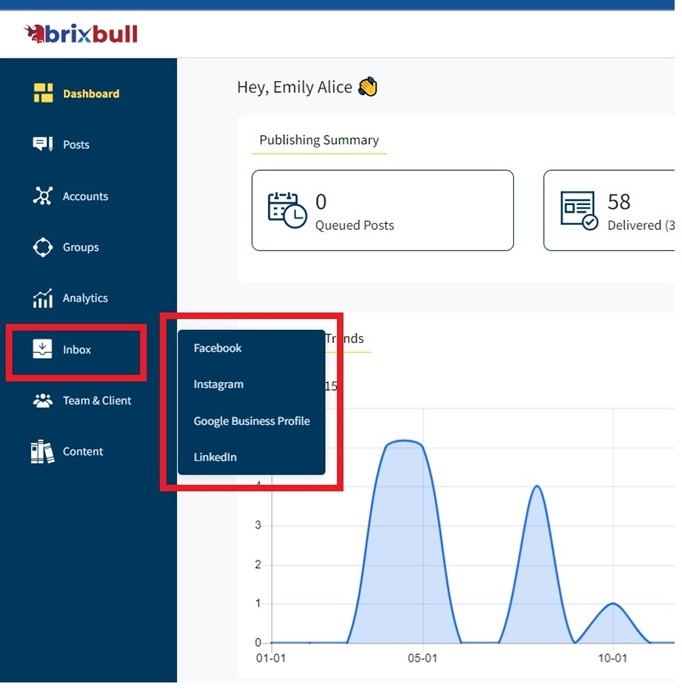 brixbull
Dashboard
Posts
Accounts
Groups
Analytics
Inbox
Team & Client
Content
Hey, Emily Alice
Publishing Summary
0
Queued Posts
58
Delivered (3
Trends
15
Facebook
Instagram
Google Business Profile
LinkedIn
4
3
2
1
0
01-01
05-01
10-01